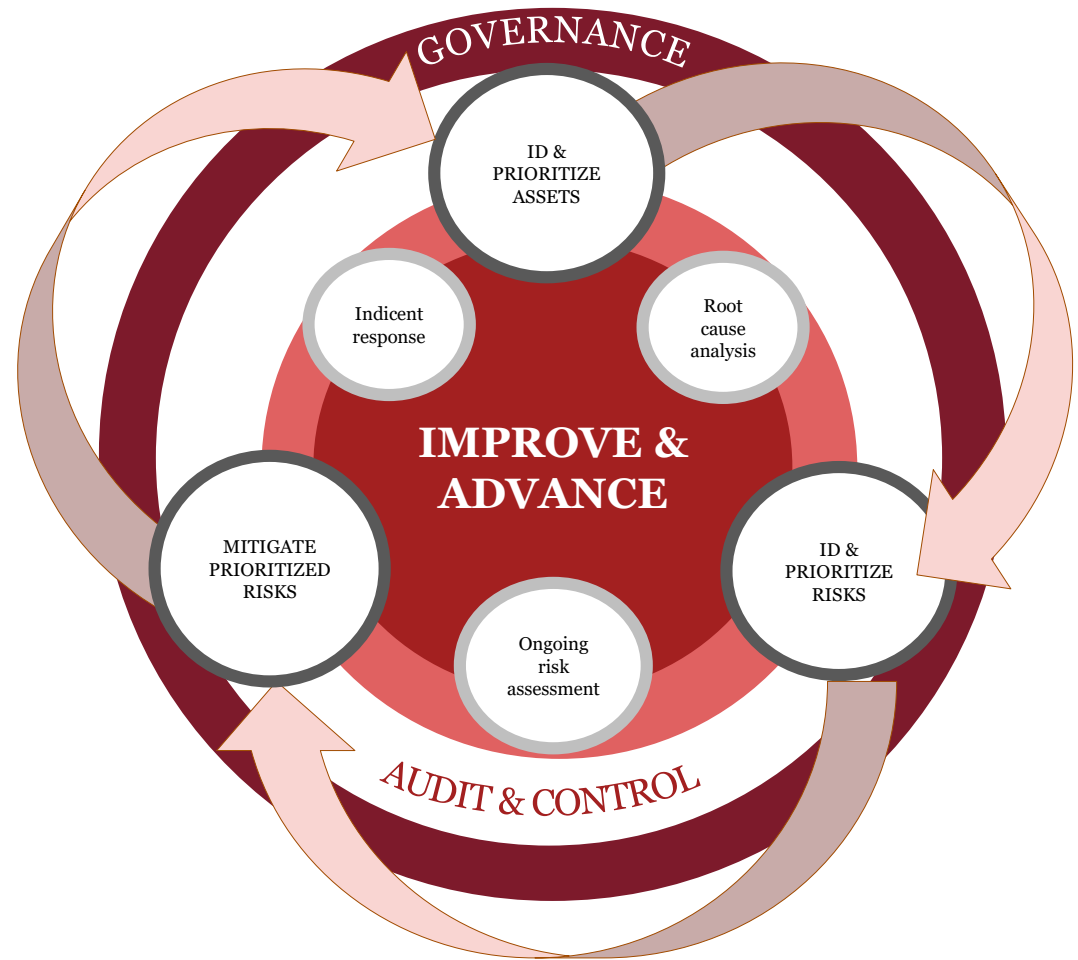 GOVERNANCE
ID &
PRIORITIZE
ASSETS
Indicent
response
Root
cause
analysis
IMPROVE &
ADVANCE
MITIGATE
PRIORITIZED
RISKS
ID &
PRIORITIZE
RISKS
Ongoing
risk
assessment
AUDIT & CONTROL